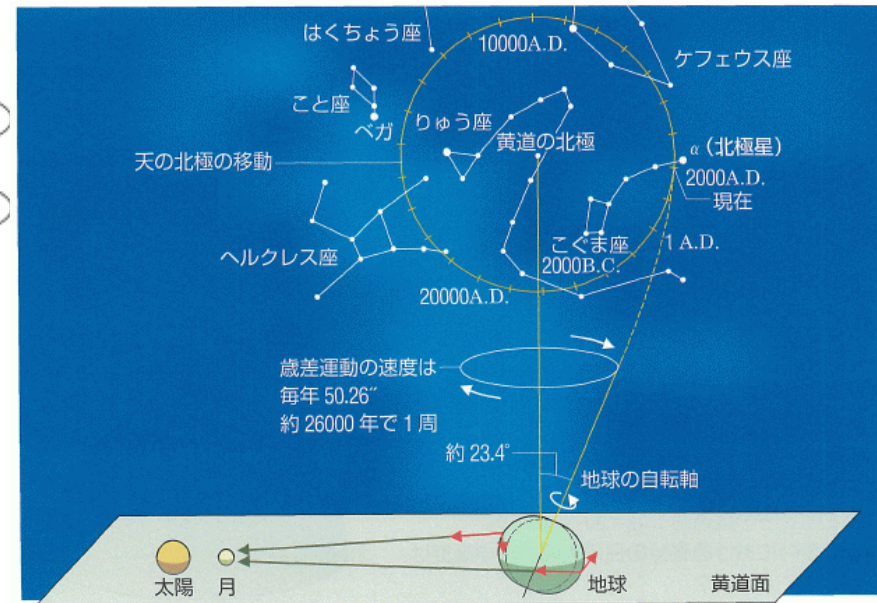 はくちょう座
10000A.D.
ケフェウス座
こと座
ベガ
りゅう座
黄道の北極
α(北極星)
天の北極の移動
2000A.D.
現在
こぐま座
1 A.D.
ヘルクレス座
2000B.C.
20000A.D.
歳差運動の速度は
毎年 50.26″
約 26000 年で 1 周
約 23.4°
地球の自転軸
太陽
月
地球
黄道面